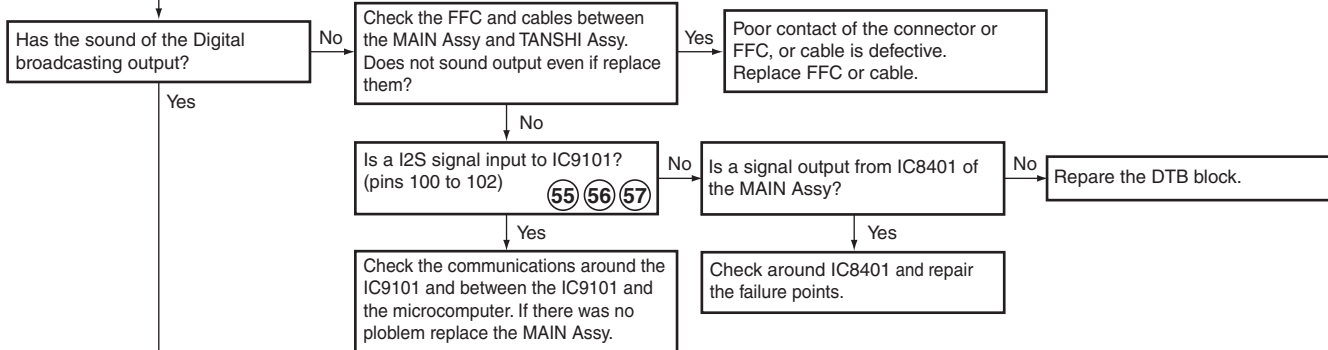 Has the sound of the Digital
broadcasting output?
No
Check the FFC and cables between
the MAIN Assy and TANSHI Assy.
Does not sound output even if replace
them?
Yes
Poor contact of the connector or
FFC, or cable is defective.
Replace FFC or cable.
Yes
No
Is a I2S signal input to IC9101?
(pins 100 to 102)
55 56 57
No
Is a signal output from IC8401 of
the MAIN Assy?
No
Repare the DTB block.
Yes
Check the communications around the
IC9101 and between the IC9101 and
the microcomputer. If there was no
ploblem replace the MAIN Assy.
Yes
Check around IC8401 and repair
the failure points.